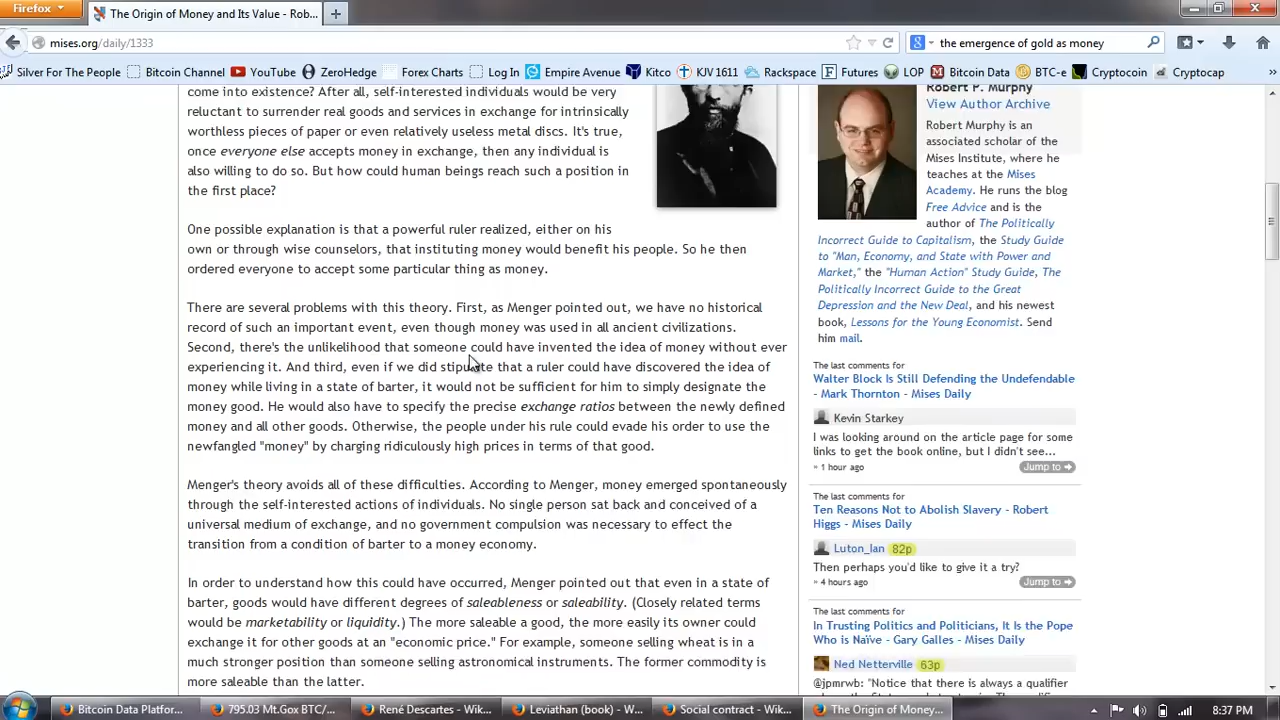 Firefox
The Origin of Money and Its Value - Rob...
mises.org/daily/1333
the emergence of gold as money
Silver For The People
Bitcoin Channel
YouTube
ZeroHedge
Forex Charts
Log In
Empire Avenue
Kitco
KJV 1611
Rackspace
Futures
LOP
Bitcoin Data
BTC-e
Cryptocoin
Cryptocap
come into existence? After all, self-interested individuals would be very
reluctant to surrender real goods and services in exchange for intrinsically
worthless pieces of paper or even relatively useless metal discs. It's true,
once everyone else accepts money in exchange, then any individual is
also willing to do so. But how could human beings reach such a position in
the first place?
One possible explanation is that a powerful ruler realized, either on his
own or through wise counselors, that instituting money would benefit his people. So he then
ordered everyone to accept some particular thing as money.
There are several problems with this theory. First, as Menger pointed out, we have no historical
record of such an important event, even though money was used in all ancient civilizations.
Second, there's the unlikelihood that someone could have invented the idea of money without ever
experiencing it. And third, even if we did stipulate that a ruler could have discovered the idea of
money while living in a state of barter, it would not be sufficient for him to simply designate the
money good. He would also have to specify the precise exchange ratios between the newly defined
money and all other goods. Otherwise, the people under his rule could evade his order to use the
newfangled "money" by charging ridiculously high prices in terms of that good.
Menger's theory avoids all of these difficulties. According to Menger, money emerged spontaneously
through the self-interested actions of individuals. No single person sat back and conceived of a
universal medium of exchange, and no government compulsion was necessary to effect the
transition from a condition of barter to a money economy.
In order to understand how this could have occurred, Menger pointed out that even in a state of
barter, goods would have different degrees of saleableness or saleability. (Closely related terms
would be marketability or liquidity.) The more saleable a good, the more easily its owner could
exchange it for other goods at an "economic price." For example, someone selling wheat is in a
much stronger position than someone selling astronomical instruments. The former commodity is
more saleable than the latter.
Robert P. Murphy
View Author Archive
Robert Murphy is an
associated scholar of the
Mises Institute, where he
teaches at the Mises
Academy. He runs the blog
Free Advice and is the
author of The Politically
Incorrect Guide to Capitalism, the Study Guide
to "Man, Economy, and State with Power and
Market," the "Human Action" Study Guide, The
Politically Incorrect Guide to the Great
Depression and the New Deal, and his newest
book, Lessons for the Young Economist. Send
him mail.
The last comments for
Walter Block Is Still Defending the Undefendable
- Mark Thornton - Mises Daily
Kevin Starkey
I was looking around on the article page for some
links to get the book online, but I didn't see...
» 1 hour ago
Jump to
The last comments for
Ten Reasons Not to Abolish Slavery - Robert
Higgs - Mises Daily
Luton_Ian 82p
Then perhaps you'd like to give it a try?
» 4 hours ago
Jump to
The last comments for
In Trusting Politics and Politicians, It Is the Pope
Who is Naïve - Gary Galles - Mises Daily
Ned Netterville 63p
@jpmrwb: "Notice that there is always a qualifier
Bitcoin Data Platfor...
795.03 Mt.Gox BTC/...
René Descartes - Wik...
Leviathan (book) - W...
Social contract - Wik...
The Origin of Money...
8:37 PM